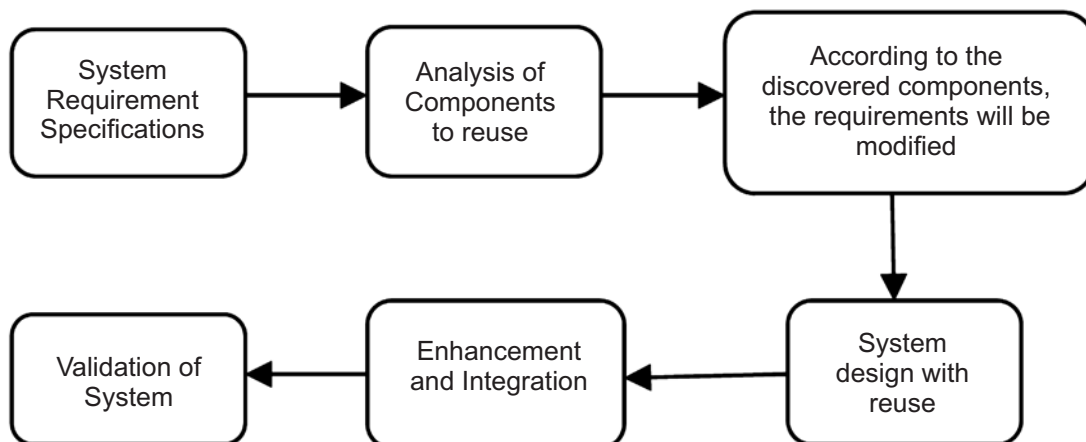 System
Requirement
Specifications
Analysis of
Components
to reuse
According to the
discovered components,
the requirements will be
modified
System
design with
reuse
Enhancement
and Integration
Validation of
System